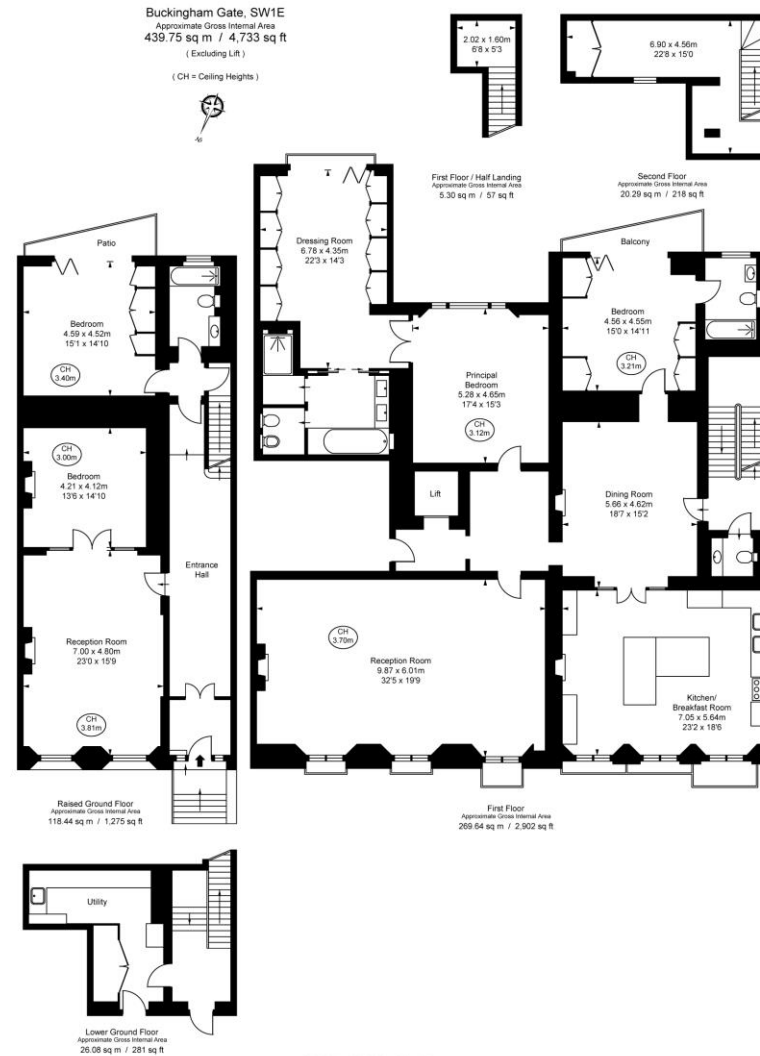 Buckingham Gate, SW1E
Approximate Gross Internal Area
439.75 sq m / 4,733 sq ft
( Excluding Lift )
( CH = Ceiling Heights )
2.02 x 1.60m
6'8 x 5'3
First Floor / Half Landing
Approximate Gross Internal Area
5.30 sq m / 57 sq ft
6.90 x 4.56m
22'8 x 15'0
Second Floor
Approximate Gross Internal Area
20.29 sq m / 218 sq ft
Patio
Bedroom
4.59 x 4.52m
15'1 x 14'10
CH
3.40m
CH
3.00m
Bedroom
4.21 x 4.12m
13'6 x 14'10
Entrance
Hall
Reception Room
7.00 x 4.80m
23'0 x 15'9
CH
3.81m
Raised Ground Floor
Approximate Gross Internal Area
118.44 sq m / 1,275 sq ft
Dressing Room
6.78 x 4.35m
22'3 x 14'3
Principal
Bedroom
5.28 x 4.65m
17'4 x 15'3
CH
3.12m
Lift
CH
3.70m
Reception Room
9.87 x 6.01m
32'5 x 19'9
Balcony
Bedroom
4.56 x 4.55m
15'0 x 14'11
CH
3.21m
Dining Room
5.66 x 4.62m
18'7 x 15'2
Kitchen/
Breakfast Room
7.05 x 5.64m
23'2 x 18'6
First Floor
Approximate Gross Internal Area
269.64 sq m / 2,902 sq ft
Utility
Lower Ground Floor
Approximate Gross Internal Area
26.08 sq m / 281 sq ft